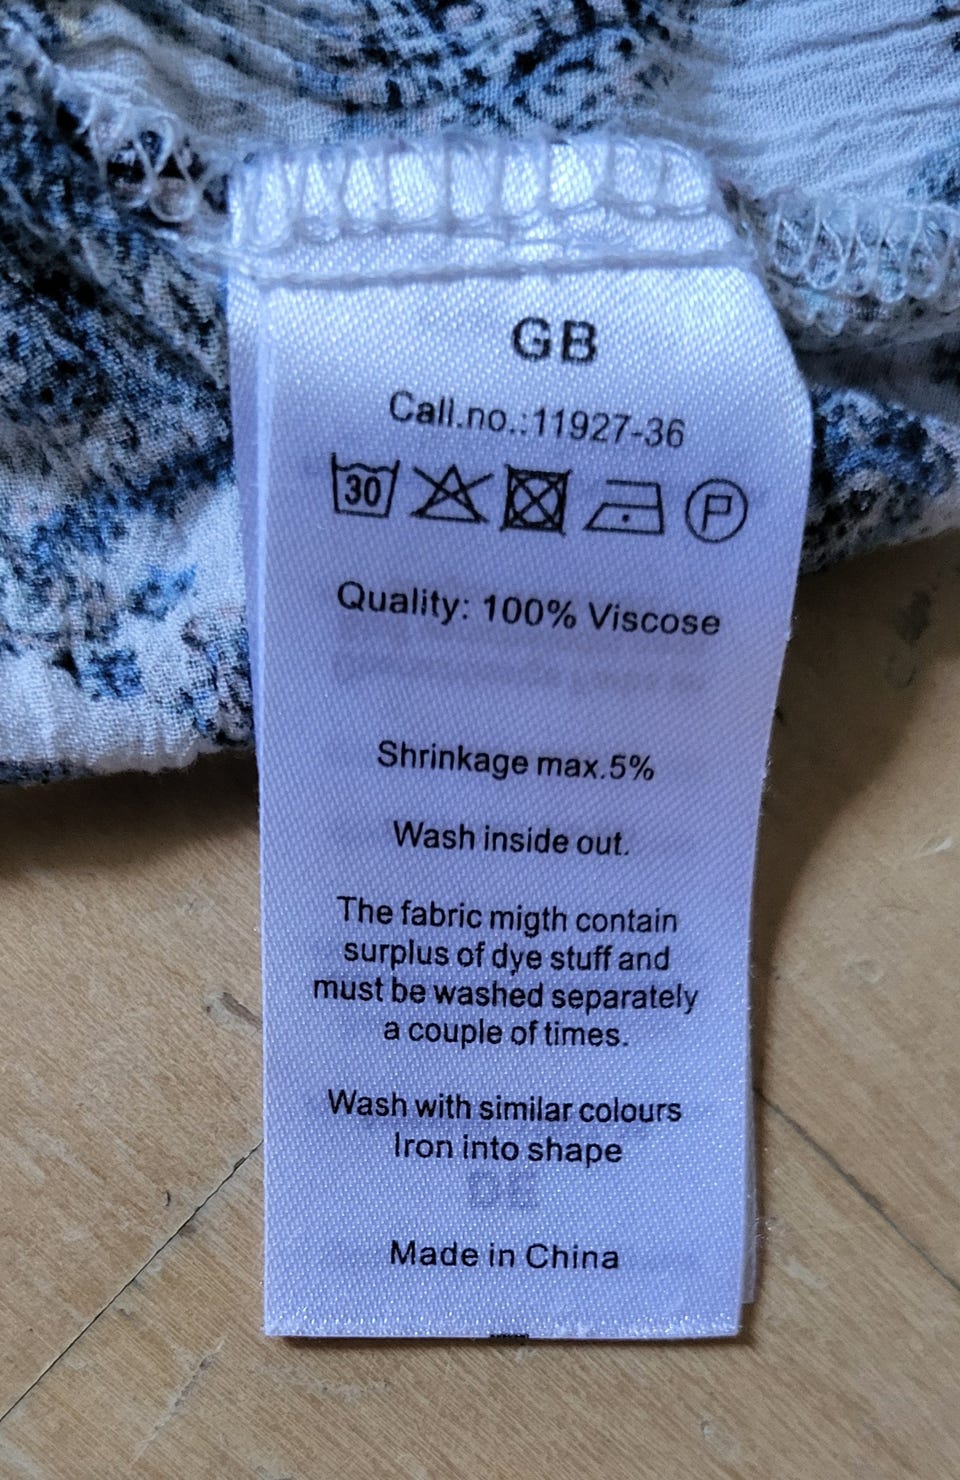 GB
Call.no.:11927-36
30 P
Quality: 100% Viscose
Shrinkage max.5%
Wash inside out.
The fabric migth contain
surplus of dye stuff and
must be washed separately
a couple of times.
Wash with similar colours
Iron into shape
DE
Made in China